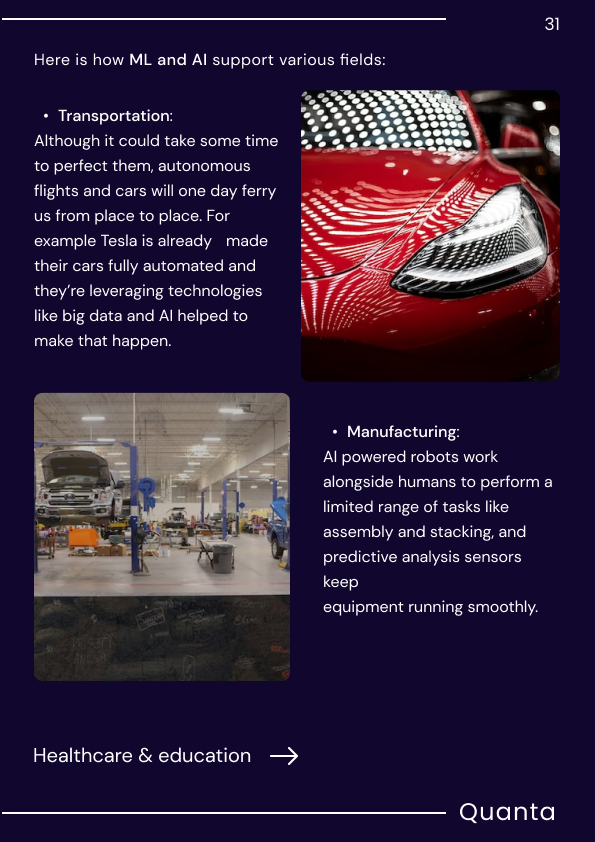 31
Here is how ML and AI support various fields:
• Transportation:
Although it could take some time
to perfect them, autonomous
flights and cars will one day ferry
us from place to place. For
example Tesla is already made
their cars fully automated and
they're leveraging technologies
like big data and AI helped to
make that happen.
• Manufacturing:
AI powered robots work
alongside humans to perform a
limited range of tasks like
assembly and stacking, and
predictive analysis sensors
keep
equipment running smoothly.
Healthcare & education →
Quanta